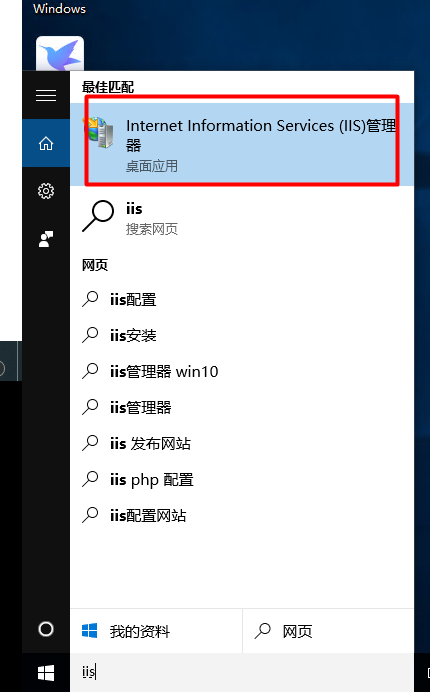 Windows
最佳匹配
Internet Information Services (IIS)管理
器
桌面应用
iis
搜索网页
网页
iis配置
iis安装
iis管理器 win10
iis管理器
iis 发布网站
iis php 配置
iis配置网站
我的资料
网页
iis